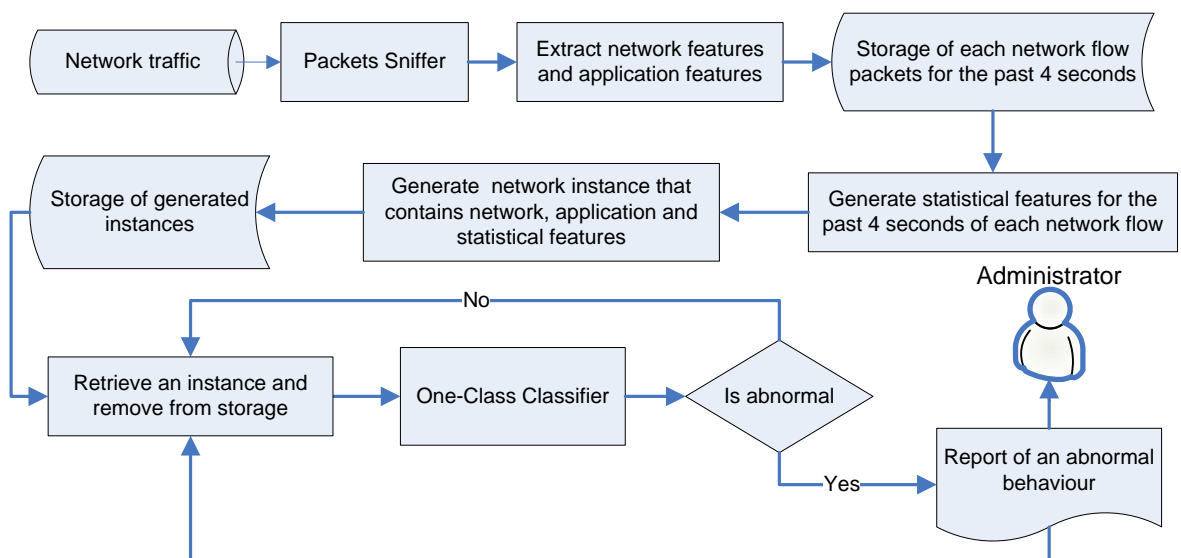 Network traffic
Packets Sniffer
Extract network features
and application features
Storage of each network flow
packets for the past 4 seconds
Storage of generated
instances
Generate network instance that
contains network, application and
statistical features
Generate statistical features for the
past 4 seconds of each network flow
Administrator
No
Retrieve an instance and
remove from storage
One-Class Classifier
Is abnormal
Yes
Report of an abnormal
behaviour